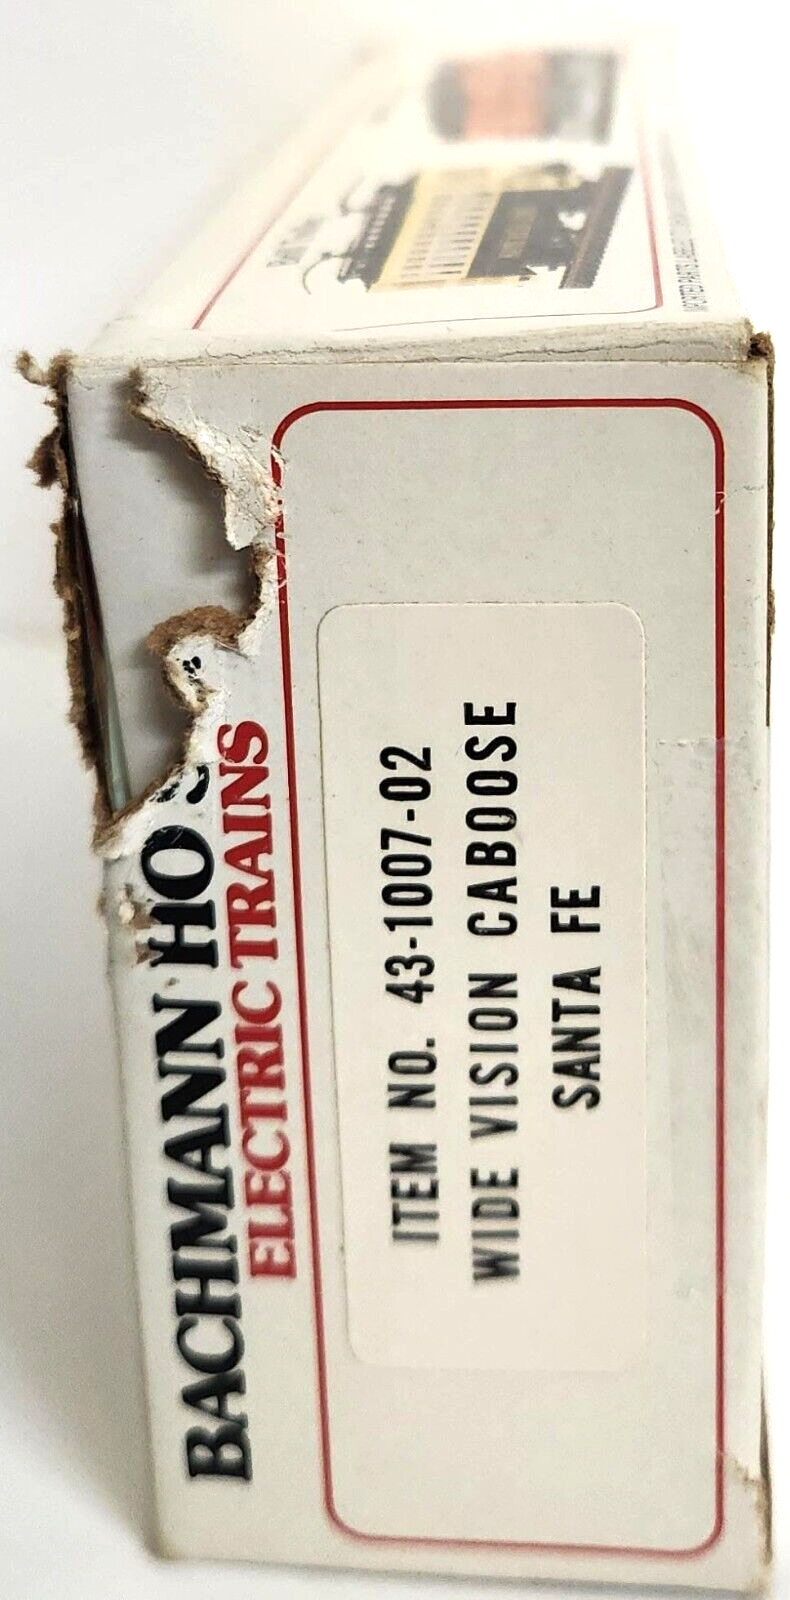 BACHMANN HO
ELECTRIC TRAINS
ITEM NO. 43-1007-02
WIDE VISION CABOOSE
SANTA FE